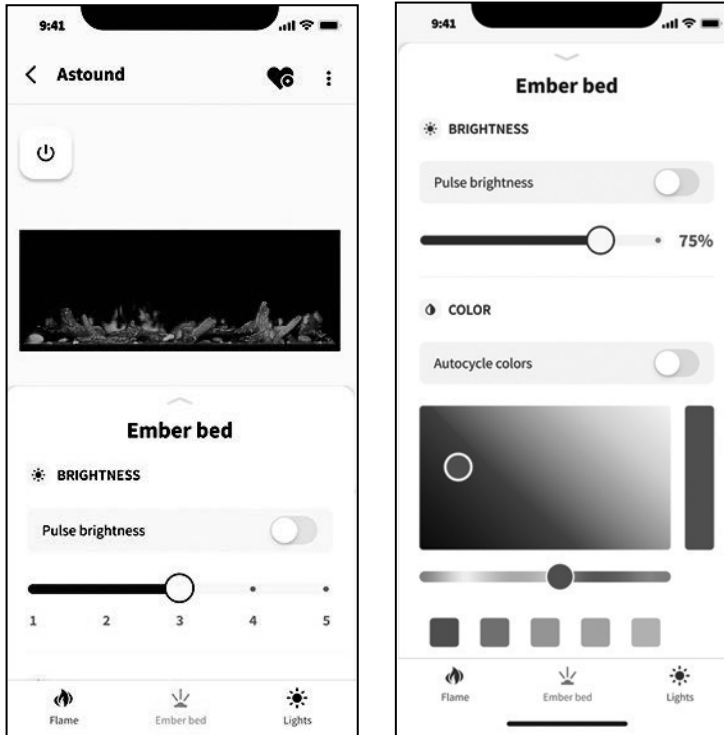 9:41
Astound
Ember bed
BRIGHTNESS
Pulse brightness
1 2 3 4 5
Flame Ember bed Lights
9:41
Ember bed
BRIGHTNESS
Pulse brightness
75%
COLOR
Autocycle colors
Flame Ember bed Lights